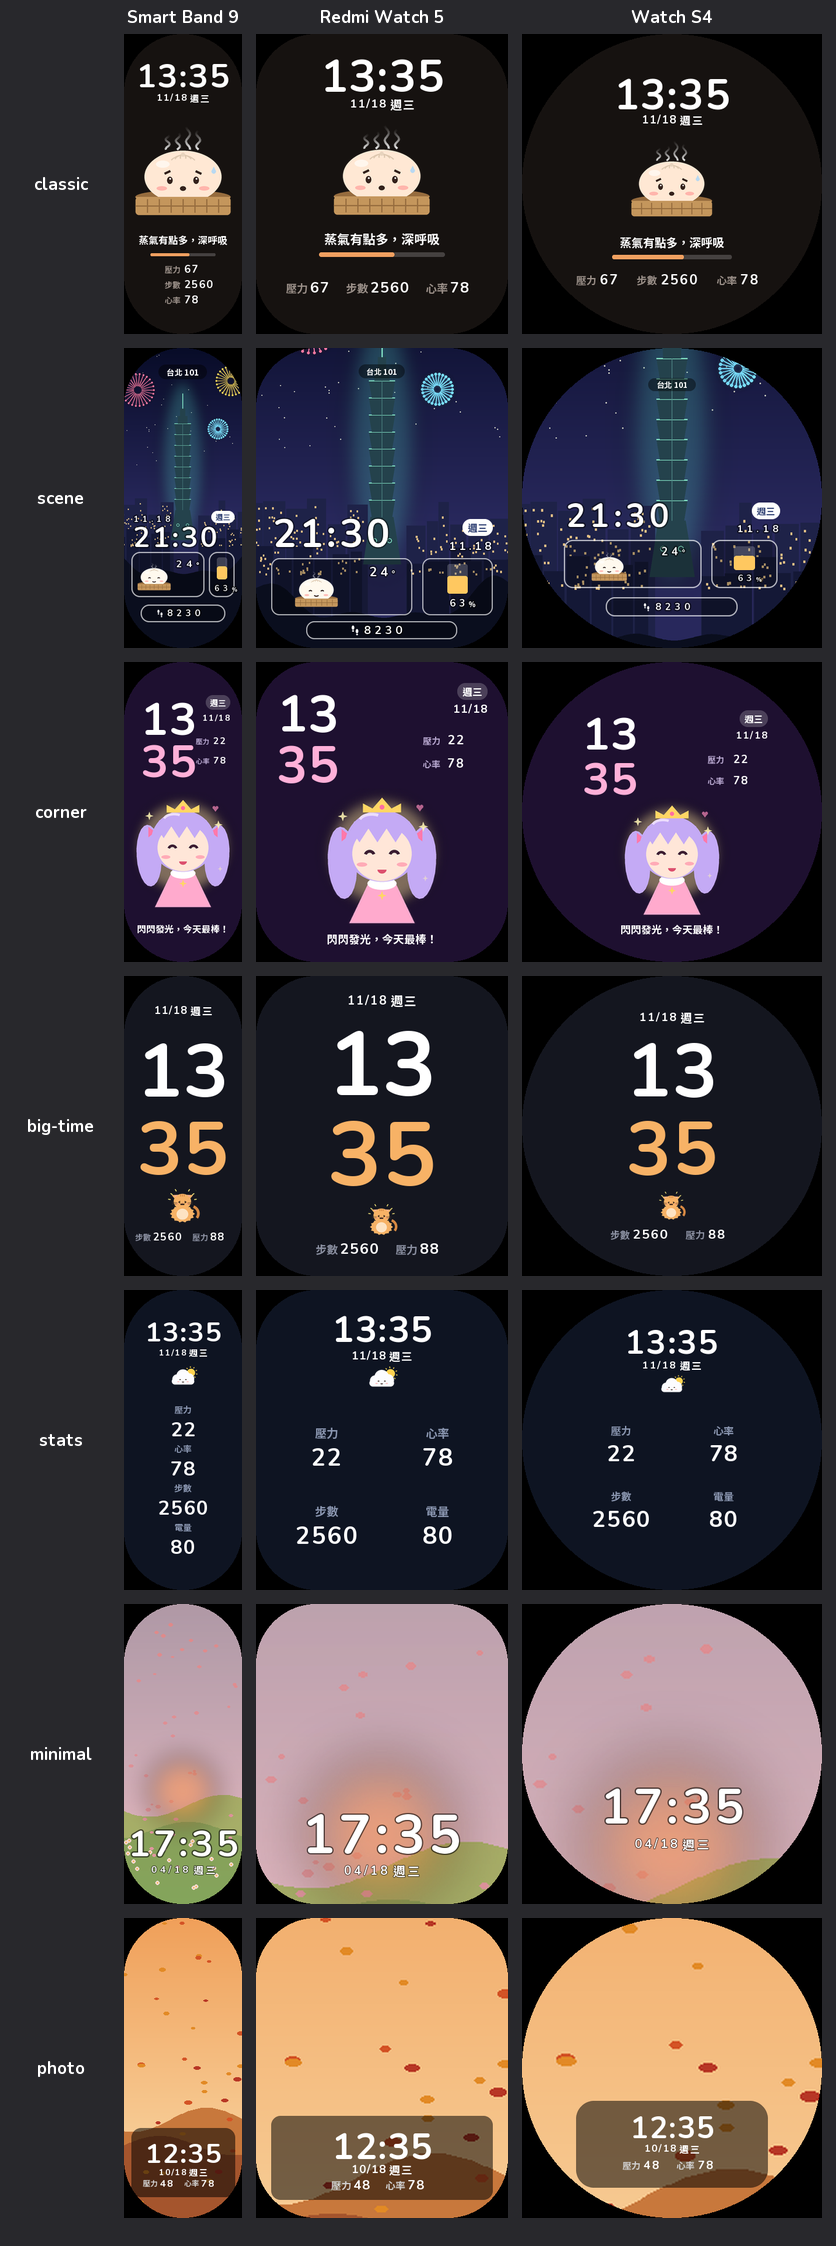 Smart Band 9
Redmi Watch 5
Watch S4
classic
13:35
11/18 週三
蒸氣有點多，深呼吸
壓力 67
步數 2560
心率 78
13:35
11/18 週三
蒸氣有點多，深呼吸
壓力 67 步數 2560 心率 78
13:35
11/18 週三
蒸氣有點多，深呼吸
壓力 67 步數 2560 心率 78
scene
台北 101
11.18 週三
21:30
24°
63%
8230
台北 101
21:30
週三
11.18
24°
63%
8230
台北 101
21:30
週三
11.18
24°
63%
8230
corner
13
35
週三
11/18
壓力 22
心率 78
閃閃發光，今天最棒！
13
35
週三
11/18
壓力 22
心率 78
閃閃發光，今天最棒！
13
35
週三
11/18
壓力 22
心率 78
閃閃發光，今天最棒！
big-time
11/18 週三
13
35
步數 2560 壓力 88
11/18 週三
13
35
步數 2560 壓力 88
11/18 週三
13
35
步數 2560 壓力 88
stats
13:35
11/18 週三
壓力
22
心率
78
步數
2560
電量
80
13:35
11/18 週三
壓力 心率
22 78
步數 電量
2560 80
13:35
11/18 週三
壓力 心率
22 78
步數 電量
2560 80
minimal
17:35
04/18 週三
17:35
04/18 週三
17:35
04/18 週三
photo
12:35
10/18 週三
壓力 48 心率 78
12:35
10/18 週三
壓力 48 心率 78
12:35
10/18 週三
壓力 48 心率 78